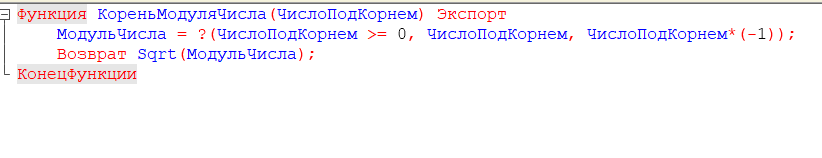 Функция КореньМодуляЧисла(ЧислоПодКорнем) Экспорт
МодульЧисла = ?(ЧислоПодКорнем >= 0, ЧислоПодКорнем, ЧислоПодКорнем*(-1));
Возврат Sqrt(МодульЧисла);
КонецФункции